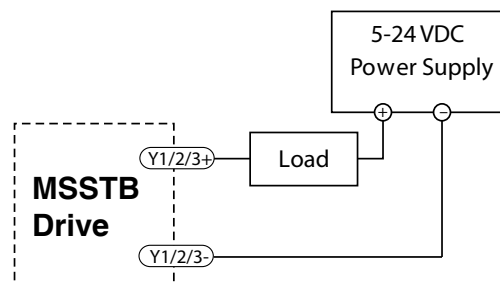 5-24 VDC
Power Supply
+ −
Y1/2/3+
Load
MSSTB
Drive
Y1/2/3-